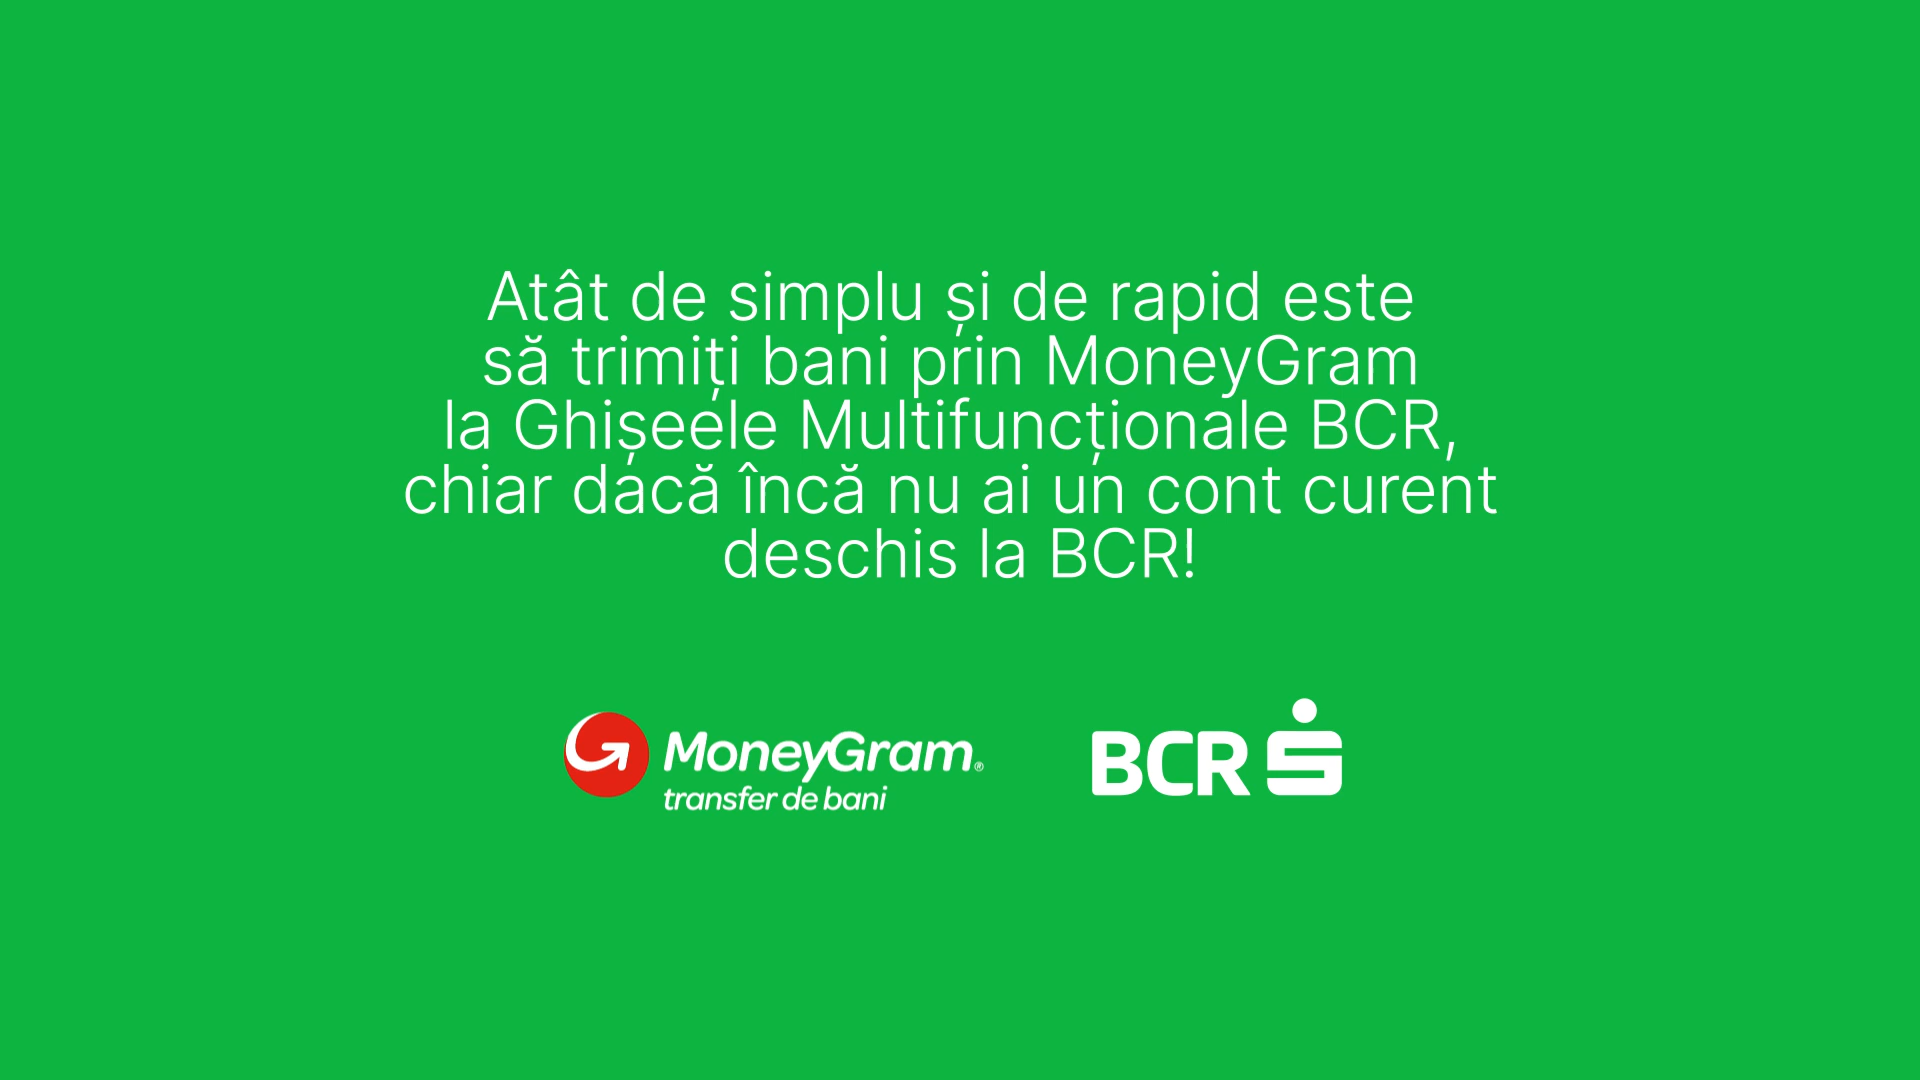 Atât de simplu și de rapid este
să trimiți bani prin MoneyGram
la Ghișeele Multifuncționale BCR,
chiar dacă încă nu ai un cont curent
deschis la BCR!
MoneyGram®
transfer de bani
BCR